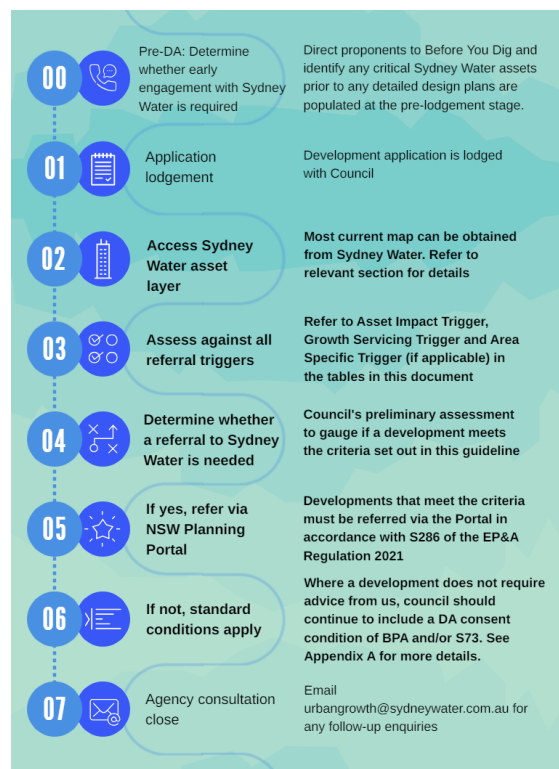 00
Pre-DA: Determine
whether early
engagement with Sydney
Water is required
Direct proponents to Before You Dig and
identify any critical Sydney Water assets
prior to any detailed design plans are
populated at the pre-lodgement stage.
01
Application
lodgement
Development application is lodged
with Council
02
Access Sydney
Water asset
layer
Most current map can be obtained
from Sydney Water. Refer to
relevant section for details
03
Assess against all
referral triggers
Refer to Asset Impact Trigger,
Growth Servicing Trigger and Area
Specific Trigger (if applicable) in
the tables in this document
04
Determine whether
a referral to Sydney
Water is needed
Council's preliminary assessment
to gauge if a development meets
the criteria set out in this guideline
05
If yes, refer via
NSW Planning
Portal
Developments that meet the criteria
must be referred via the Portal in
accordance with S286 of the EP&A
Regulation 2021
06
If not, standard
conditions apply
Where a development does not require
advice from us, council should
continue to include a DA consent
condition of BPA and/or S73. See
Appendix A for more details.
07
Agency consultation
close
Email
urbangrowth@sydneywater.com.au for
any follow-up enquiries